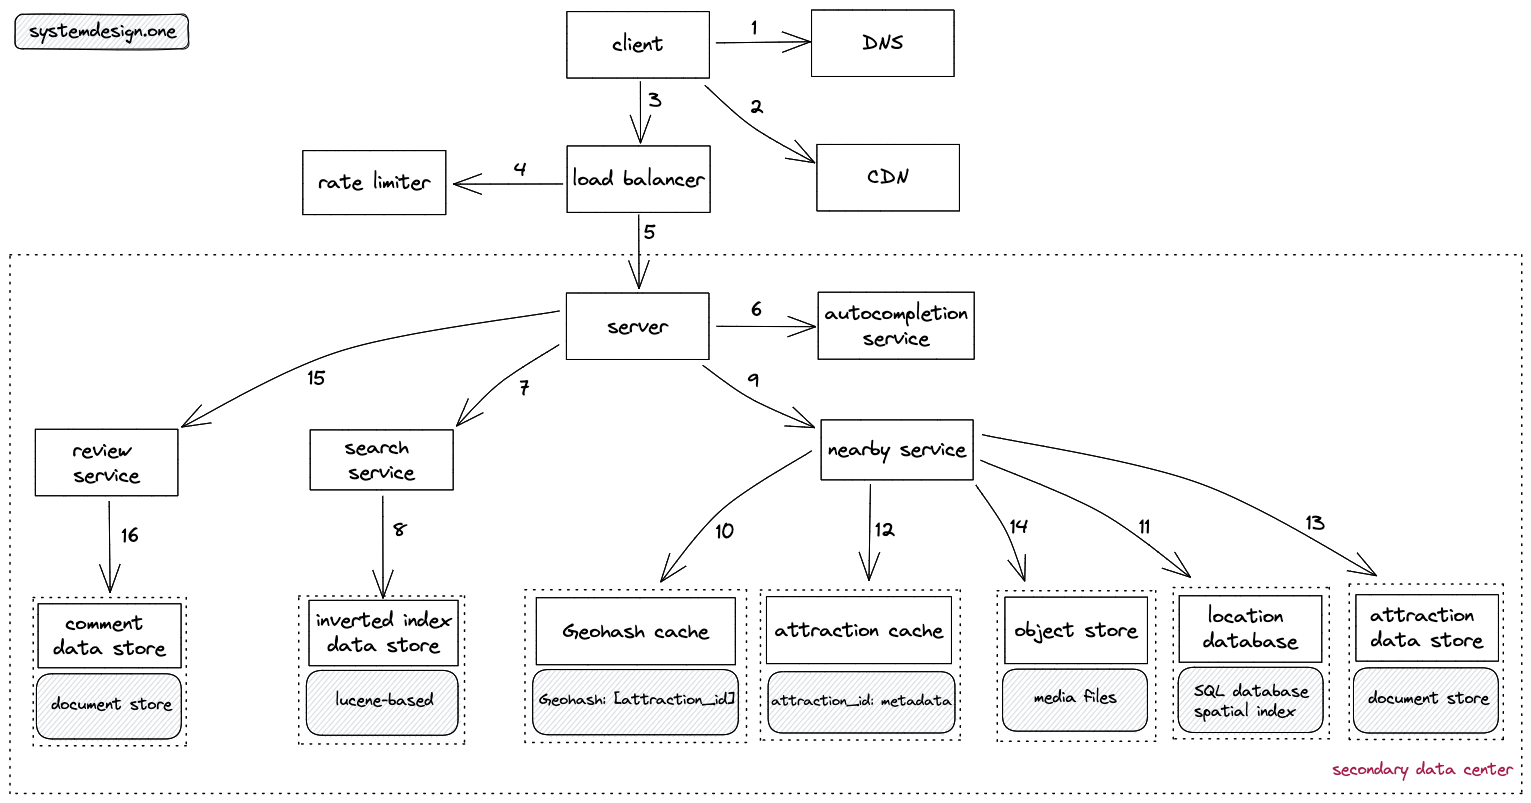 systemdesign.one
client
1
DNS
3
2
rate limiter
4
load balancer
CDN
5
server
6
autocompletion
service
15
7
9
review
service
search
service
nearby service
16
8
10
12
14
11
13
comment
data store
document store
inverted index
data store
lucene-based
Geohash cache
Geohash: [attraction_id]
attraction cache
attraction_id: metadata
object store
media files
location
database
SQL database
spatial index
attraction
data store
document store
secondary data center